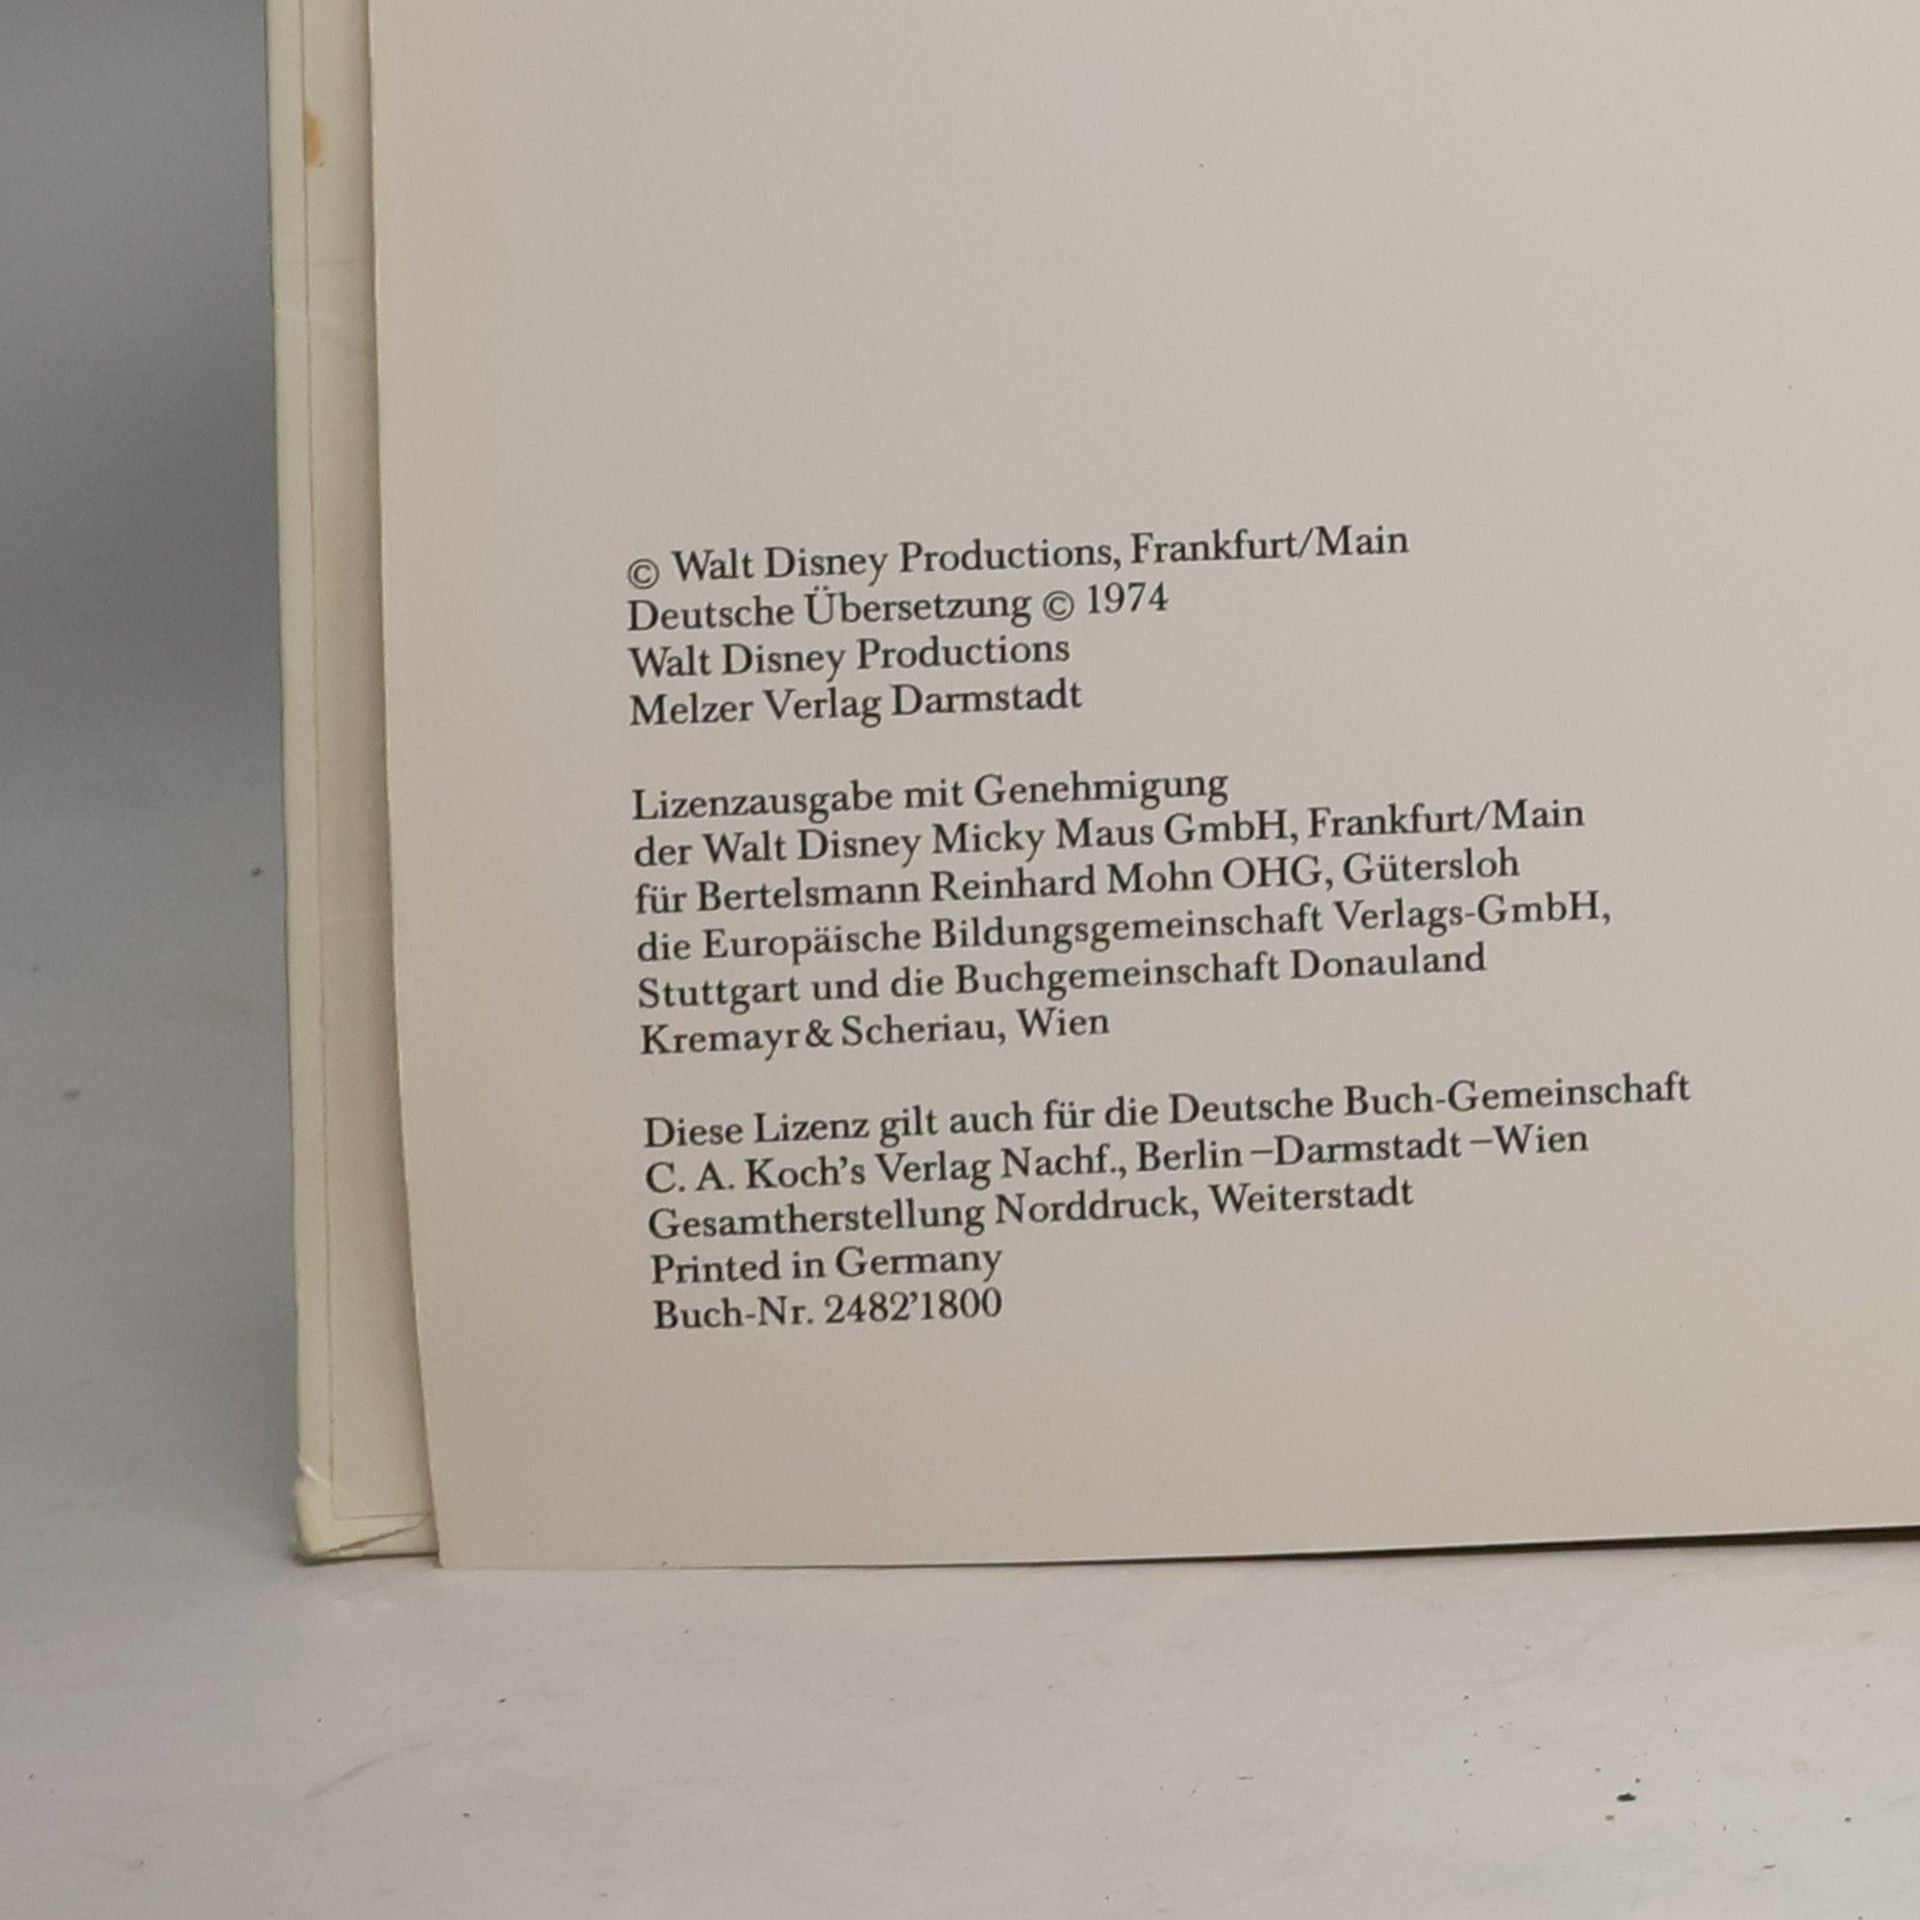 © Walt Disney Productions, Frankfurt/Main
Deutsche Übersetzung © 1974
Walt Disney Productions
Melzer Verlag Darmstadt
Lizenzausgabe mit Genehmigung
der Walt Disney Micky Maus GmbH, Frankfurt/Main
für Bertelsmann Reinhard Mohn OHG, Gütersloh
die Europäische Bildungsgemeinschaft Verlags-GmbH,
Stuttgart und die Buchgemeinschaft Donauland
Kremayr & Scheriau, Wien
Diese Lizenz gilt auch für die Deutsche Buch-Gemeinschaft
C. A. Koch's Verlag Nachf., Berlin –Darmstadt –Wien
Gesamtherstellung Norddruck, Weiterstadt
Printed in Germany
Buch-Nr. 2482'1800